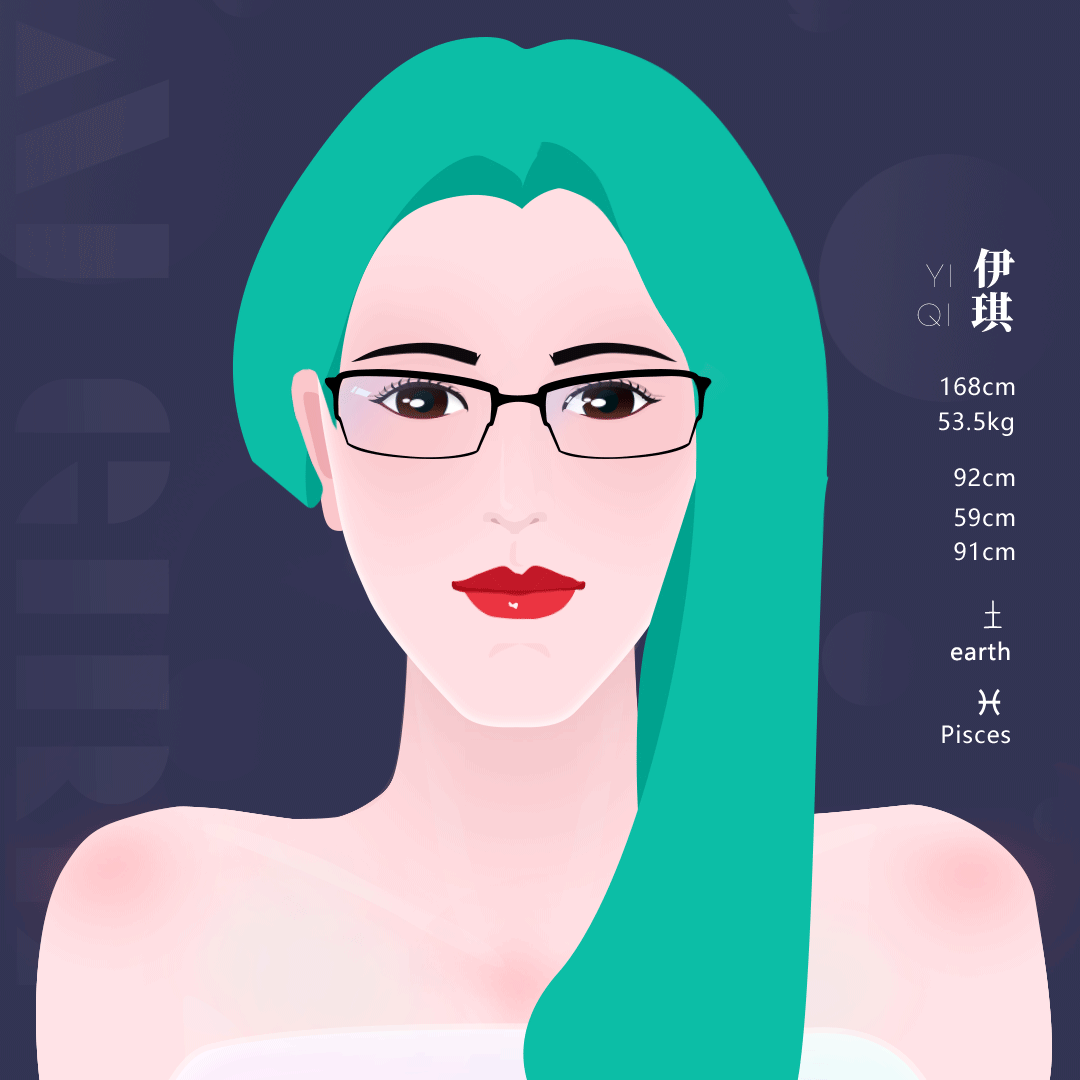 伊琪
YI
QI
168cm
53.5kg
92cm
59cm
91cm
土
earth
♓
Pisces